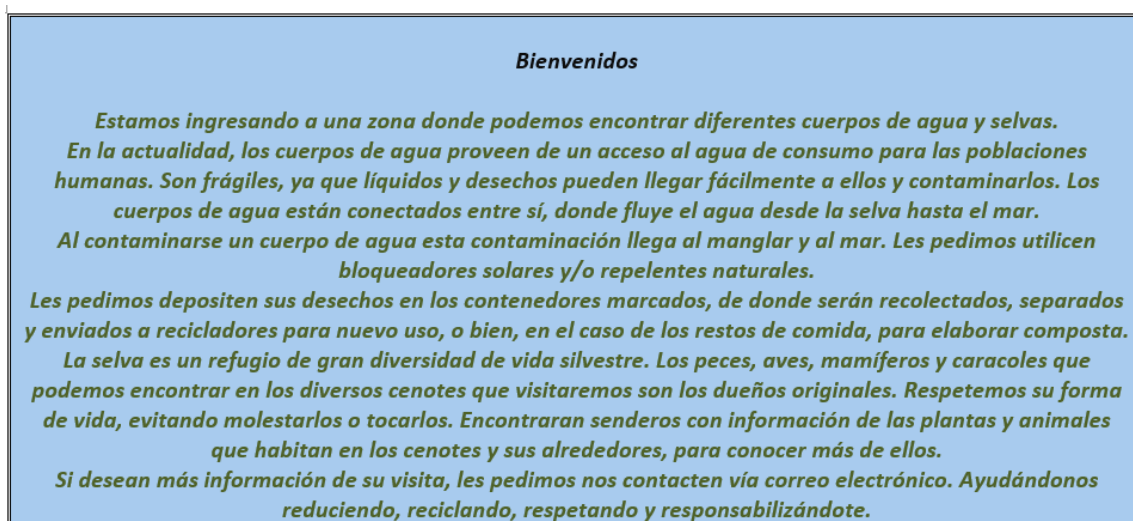 Bienvenidos
Estamos ingresando a una zona donde podemos encontrar diferentes cuerpos de agua y selvas.
En la actualidad, los cuerpos de agua proveen de un acceso al agua de consumo para las poblaciones
humanas. Son frágiles, ya que líquidos y desechos pueden llegar fácilmente a ellos y contaminarlos. Los
cuerpos de agua están conectados entre sí, donde fluye el agua desde la selva hasta el mar.
Al contaminarse un cuerpo de agua esta contaminación llega al manglar y al mar. Les pedimos utilicen
bloqueadores solares y/o repelentes naturales.
Les pedimos depositen sus desechos en los contenedores marcados, de donde serán recolectados, separados
y enviados a recicladores para nuevo uso, o bien, en el caso de los restos de comida, para elaborar composta.
La selva es un refugio de gran diversidad de vida silvestre. Los peces, aves, mamíferos y caracoles que
podemos encontrar en los diversos cenotes que visitaremos son los dueños originales. Respetemos su forma
de vida, evitando molestarlos o tocarlos. Encontraran senderos con información de las plantas y animales
que habitan en los cenotes y sus alrededores, para conocer más de ellos.
Si desean más información de su visita, les pedimos nos contacten vía correo electrónico. Ayudándonos
reduciendo, reciclando, respetando y responsabilizándote.